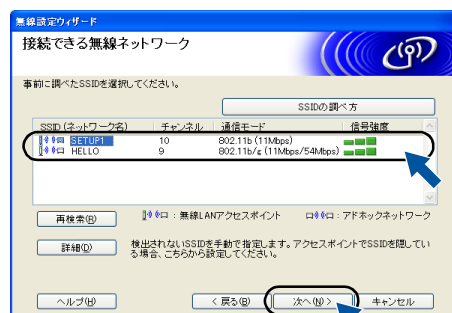 無線設定ウィザード
接続できる無線ネットワーク
事前に調べたSSIDを選択してください。
SSIDの調べ方
SSID (ネットワーク名) チャンネル 通信モード 信号強度
SETUP1 10 802.11b (11Mbps)
HELLO 9 802.11b/g (11Mbps/54Mbps)
再検索(R) : 無線LANアクセスポイント : アドホックネットワーク
詳細(D) 検出されないSSIDを手動で指定します。アクセスポイントでSSIDを隠してい
る場合、こちらから設定してください。
ヘルプ(H) < 戻る(B) 次へ(N) > キャンセル